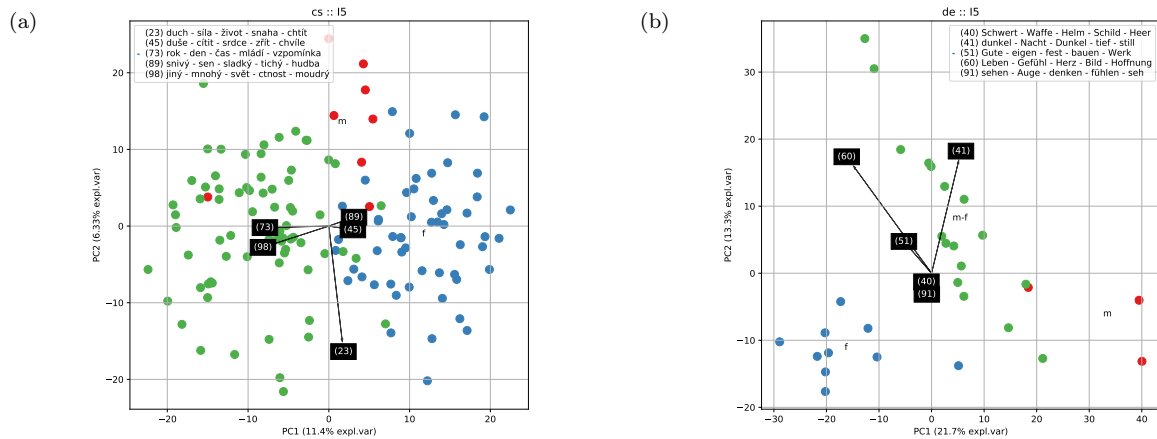 (a)
cs :: I5
(23) duch - síla - život - snaha - chtít
(45) duše - cítit - srdce - zřít - chvíle
(73) rok - den - čas - mládí - vzpomínka
(89) snivý - sen - sladký - tichý - hudba
(98) jiný - mnohý - svět - ctnost - moudrý
20
10
0
−10
−20
PC2 (6.33% expl.var)
m
f
(89)
(45)
(73)
(98)
(23)
−20
−10
0
10
20
PC1 (11.4% expl.var)
(b)
de :: I5
(40) Schwert - Waffe - Helm - Schild - Heer
(41) dunkel - Nacht - Dunkel - tief - still
(51) Gute - eigen - fest - bauen - Werk
(60) Leben - Gefühl - Herz - Bild - Hoffnung
(91) sehen - Auge - denken - fühlen - seh
30
20
10
0
−10
−20
PC2 (13.3% expl.var)
(60)
(41)
m-f
(51)
(40)
(91)
m
f
−30
−20
−10
0
10
20
30
40
PC1 (21.7% expl.var)